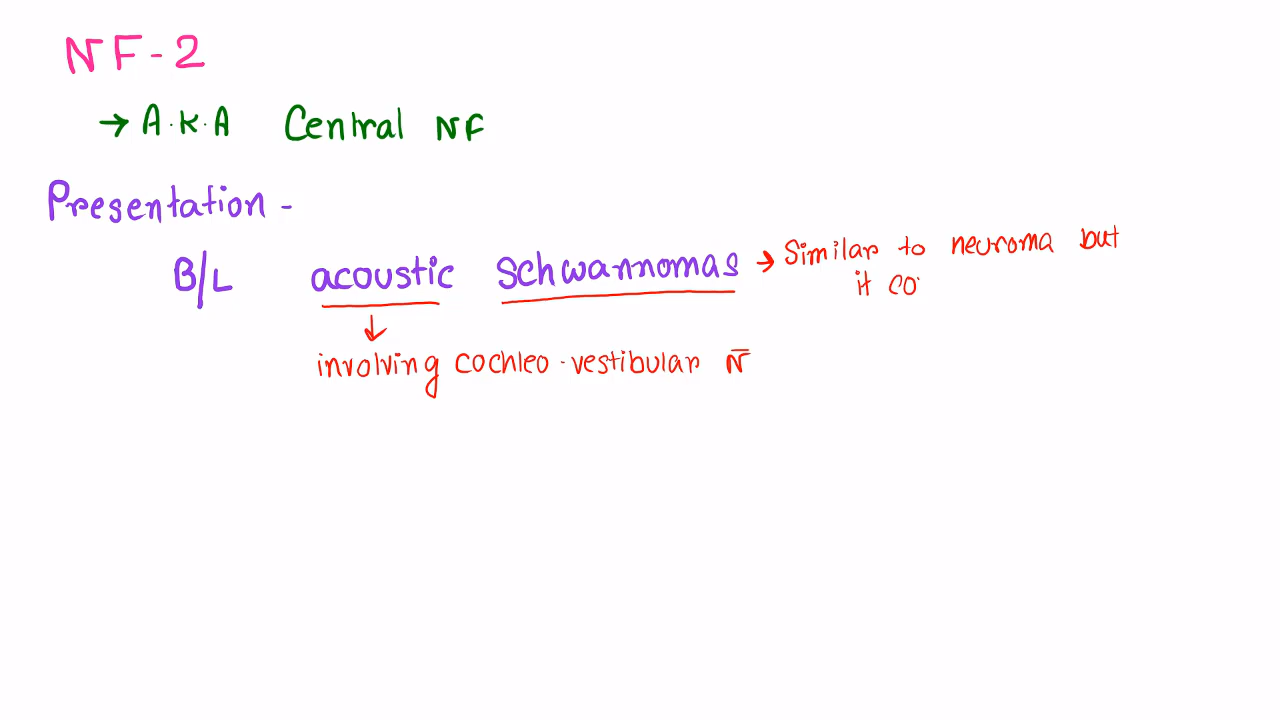 NF-2
→ A.K.A Central NF
Presentation -
B/L acoustic schwannomas → Similar to neuroma but
it co
↓
involving cochleo-vestibular N̄